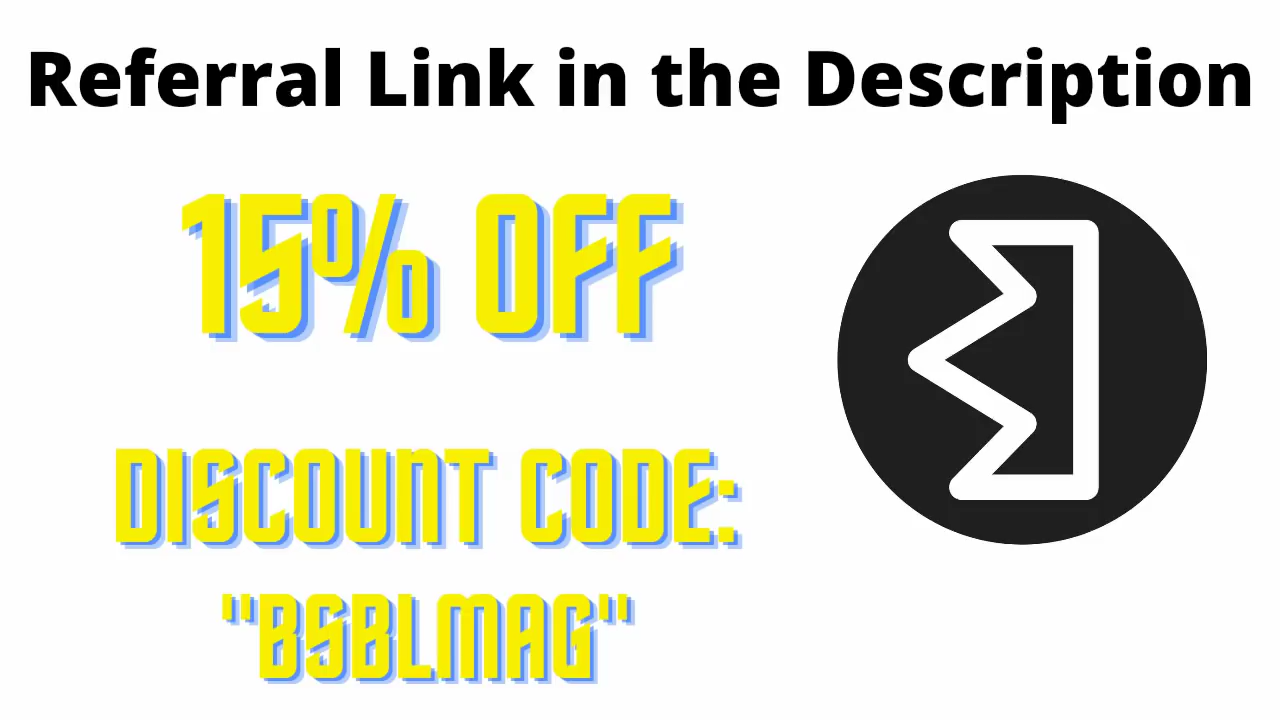 Referral Link in the Description
15% OFF
DISCOUNT CODE:
"BSBLMAG"